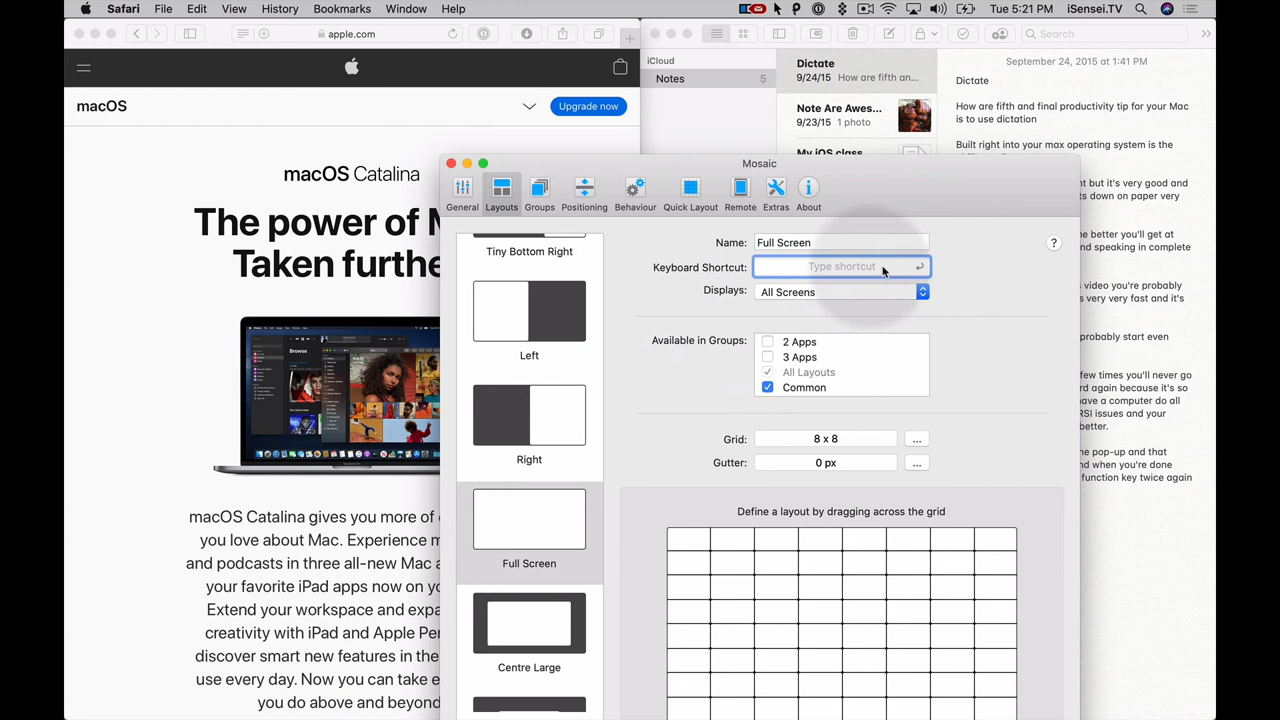 Safari File Edit View History Bookmarks Window Help
Tue 5:21 PM iSensei.TV
apple.com
Search
macOS
Upgrade now
macOS Catalina
The power of M
Taken furthe
macOS Catalina gives you more of
you love about Mac. Experience m
and podcasts in three all-new Mac a
your favorite iPad apps now on yo
Extend your workspace and expa
creativity with iPad and Apple Pen
discover smart new features in the
use every day. Now you can take e
you do above and beyond
iCloud
Notes 5
Dictate
9/24/15 How are fifth an...
Note Are Awes...
9/23/15 1 photo
My iOS class
September 24, 2015 at 1:41 PM
Dictate
How are fifth and final productivity tip for your Mac
is to use dictation
Built right into your max operating system is the
nt but it's very good and
ts down on paper very
he better you'll get at
nd speaking in complete
s video you're probably
s very very fast and it's
probably start even
few times you'll never go
rd again because it's so
have a computer do all
RSI issues and your
better.
he pop-up and that
nd when you're done
function key twice again
Mosaic
General Layouts Groups Positioning Behaviour Quick Layout Remote Extras About
Tiny Bottom Right
Left
Right
Full Screen
Centre Large
Name: Full Screen
?
Keyboard Shortcut: Type shortcut
Displays: All Screens
Available in Groups: 2 Apps
3 Apps
All Layouts
Common
Grid: 8 x 8 ...
Gutter: 0 px ...
Define a layout by dragging across the grid